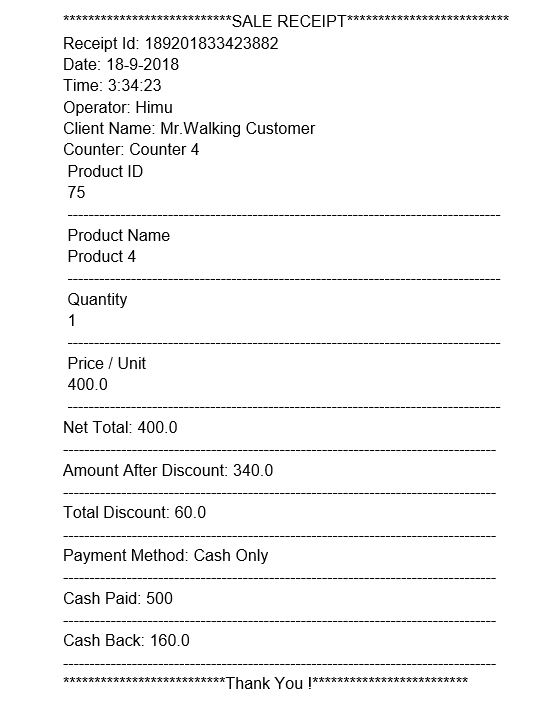 ***************************SALE RECEIPT**************************
Receipt Id: 189201833423882
Date: 18-9-2018
Time: 3:34:23
Operator: Himu
Client Name: Mr.Walking Customer
Counter: Counter 4
Product ID
75
--------------------------------------------------------------------------------
Product Name
Product 4
--------------------------------------------------------------------------------
Quantity
1
--------------------------------------------------------------------------------
Price / Unit
400.0
--------------------------------------------------------------------------------
Net Total: 400.0
--------------------------------------------------------------------------------
Amount After Discount: 340.0
--------------------------------------------------------------------------------
Total Discount: 60.0
--------------------------------------------------------------------------------
Payment Method: Cash Only
--------------------------------------------------------------------------------
Cash Paid: 500
--------------------------------------------------------------------------------
Cash Back: 160.0
--------------------------------------------------------------------------------
**************************Thank You !*************************